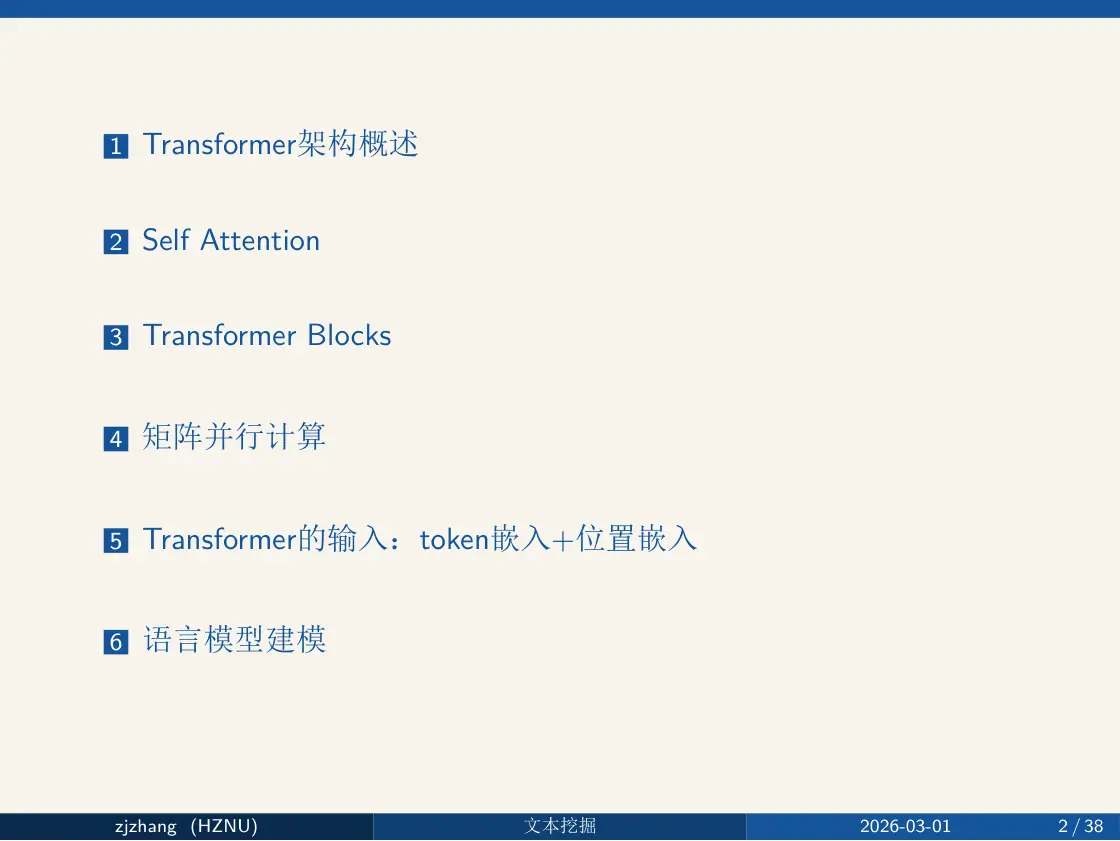 1 Transformer架构概述
2 Self Attention
3 Transformer Blocks
4 矩阵并行计算
5 Transformer的输入：token嵌入+位置嵌入
6 语言模型建模
zjzhang (HZNU) 文本挖掘 2026-03-01 2 / 38